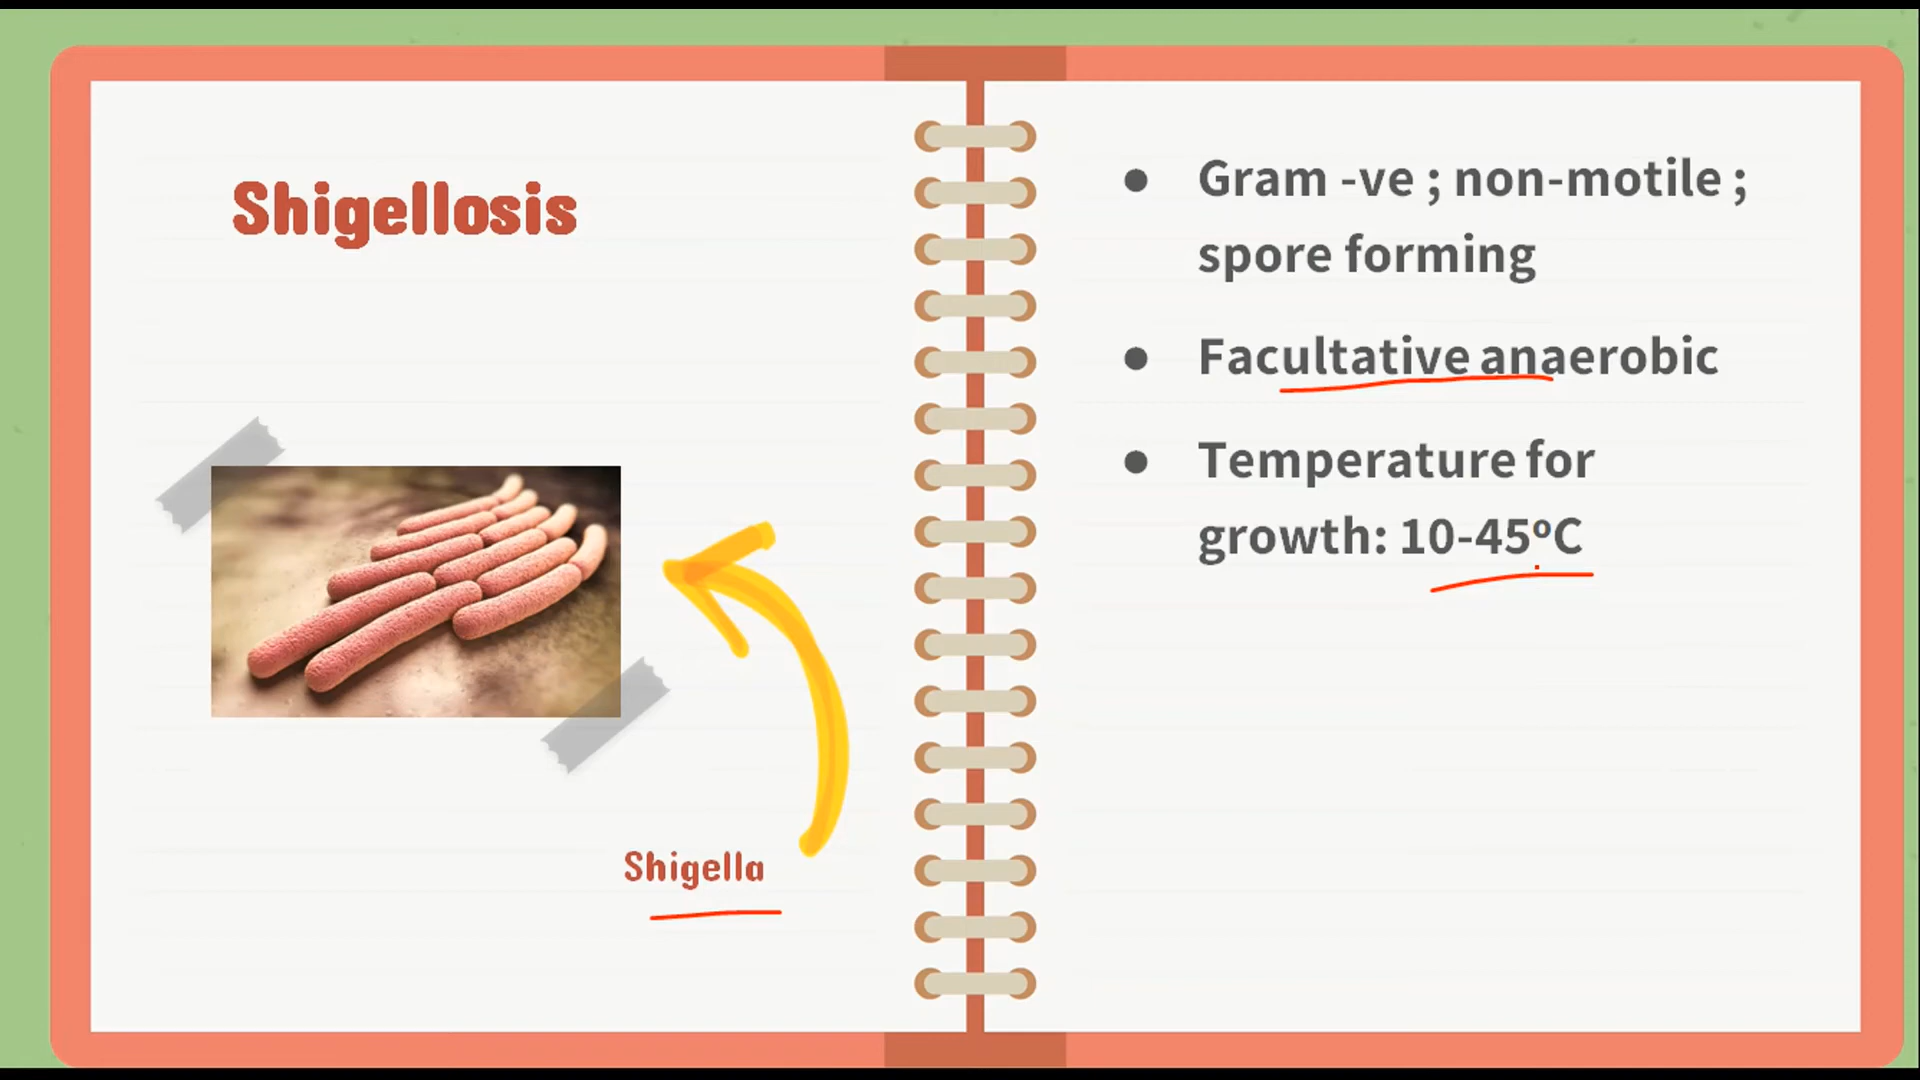 Shigellosis
Shigella
● Gram -ve ; non-motile ;
spore forming
● Facultative anaerobic
● Temperature for
growth: 10-45ºC